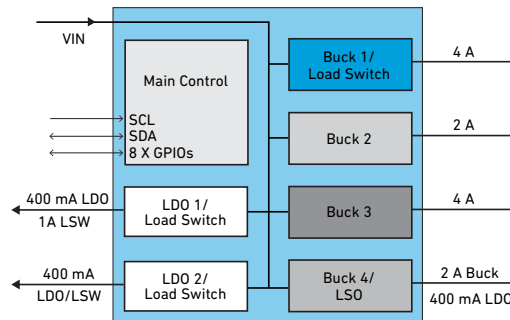 VIN
Main Control
SCL
SDA
8 X GPIOs
400 mA LDO
1A LSW
LDO 1/
Load Switch
400 mA
LDO/LSW
LDO 2/
Load Switch
Buck 1/
Load Switch
4 A
Buck 2
2 A
Buck 3
4 A
Buck 4/
LSO
2 A Buck
400 mA LDO